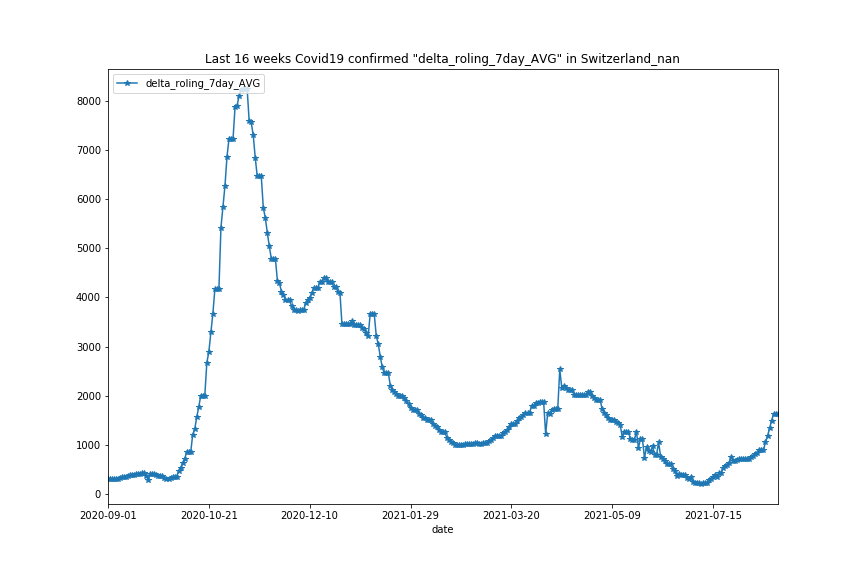 Last 16 weeks Covid19 confirmed "delta_roling_7day_AVG" in Switzerland_nan
delta_roling_7day_AVG
8000
7000
6000
5000
4000
3000
2000
1000
0
2020-09-01 2020-10-21 2020-12-10 2021-01-29 2021-03-20 2021-05-09 2021-07-15
date